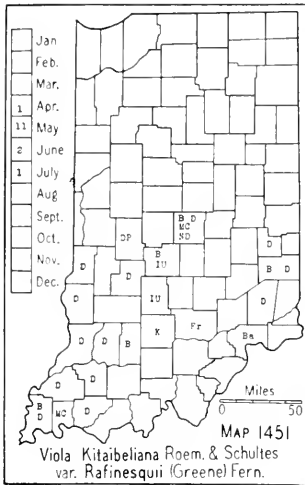 Jan
Feb.
Mar.
1 Apr.
11 May
2 June
1 July
Aug
Sept.
Oct.
Nov.
Dec.
B D
MC
ND
DP
B
IU
D
B D
D
D
IU
D
D
K
Fr
Ba
D
D
B
D
D
B
D
MC
D
Miles
0 50
MAP 1451
Viola Kitaibeliana Roem. & Schultes
var. Rafinesquii (Greene) Fern.